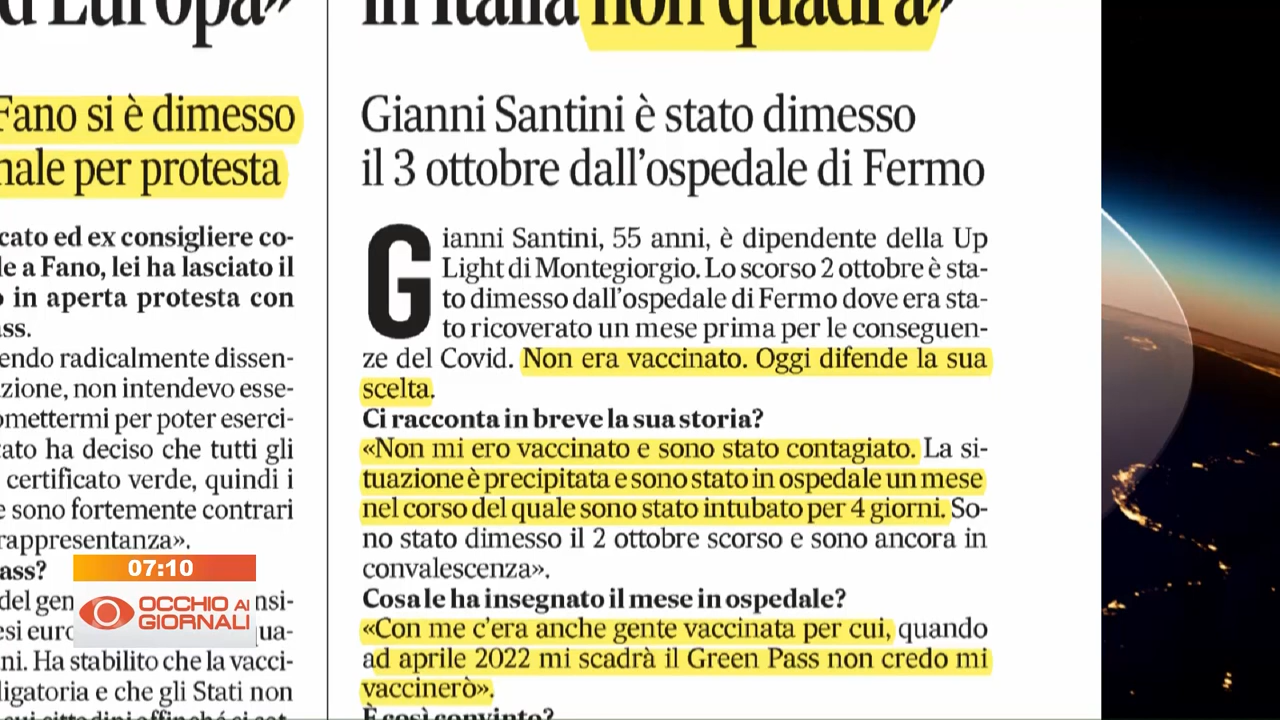 d'Europa»
Fano si è dimesso
nale per protesta
cato ed ex consigliere co-
le a Fano, lei ha lasciato il
o in aperta protesta con
ass.
endo radicalmente dissen-
zione, non intendevo esse-
omettermi per poter eserci-
ato ha deciso che tutti gli
certificato verde, quindi i
e sono fortemente contrari
rappresentanza».
ass?
del gen nsi-
esi euro ua-
ni. Ha stabilito che la vacci-
ligatoria e che gli Stati non
in Italia non quadra»
Gianni Santini è stato dimesso
il 3 ottobre dall'ospedale di Fermo
Gianni Santini, 55 anni, è dipendente della Up
Light di Montegiorgio. Lo scorso 2 ottobre è sta-
to dimesso dall'ospedale di Fermo dove era sta-
to ricoverato un mese prima per le conseguen-
ze del Covid. Non era vaccinato. Oggi difende la sua
scelta.
Ci racconta in breve la sua storia?
«Non mi ero vaccinato e sono stato contagiato. La si-
tuazione è precipitata e sono stato in ospedale un mese
nel corso del quale sono stato intubato per 4 giorni. So-
no stato dimesso il 2 ottobre scorso e sono ancora in
convalescenza».
Cosa le ha insegnato il mese in ospedale?
«Con me c'era anche gente vaccinata per cui, quando
ad aprile 2022 mi scadrà il Green Pass non credo mi
vaccinerò».
È così convinto?
07:10
OCCHIO AI
GIORNALI